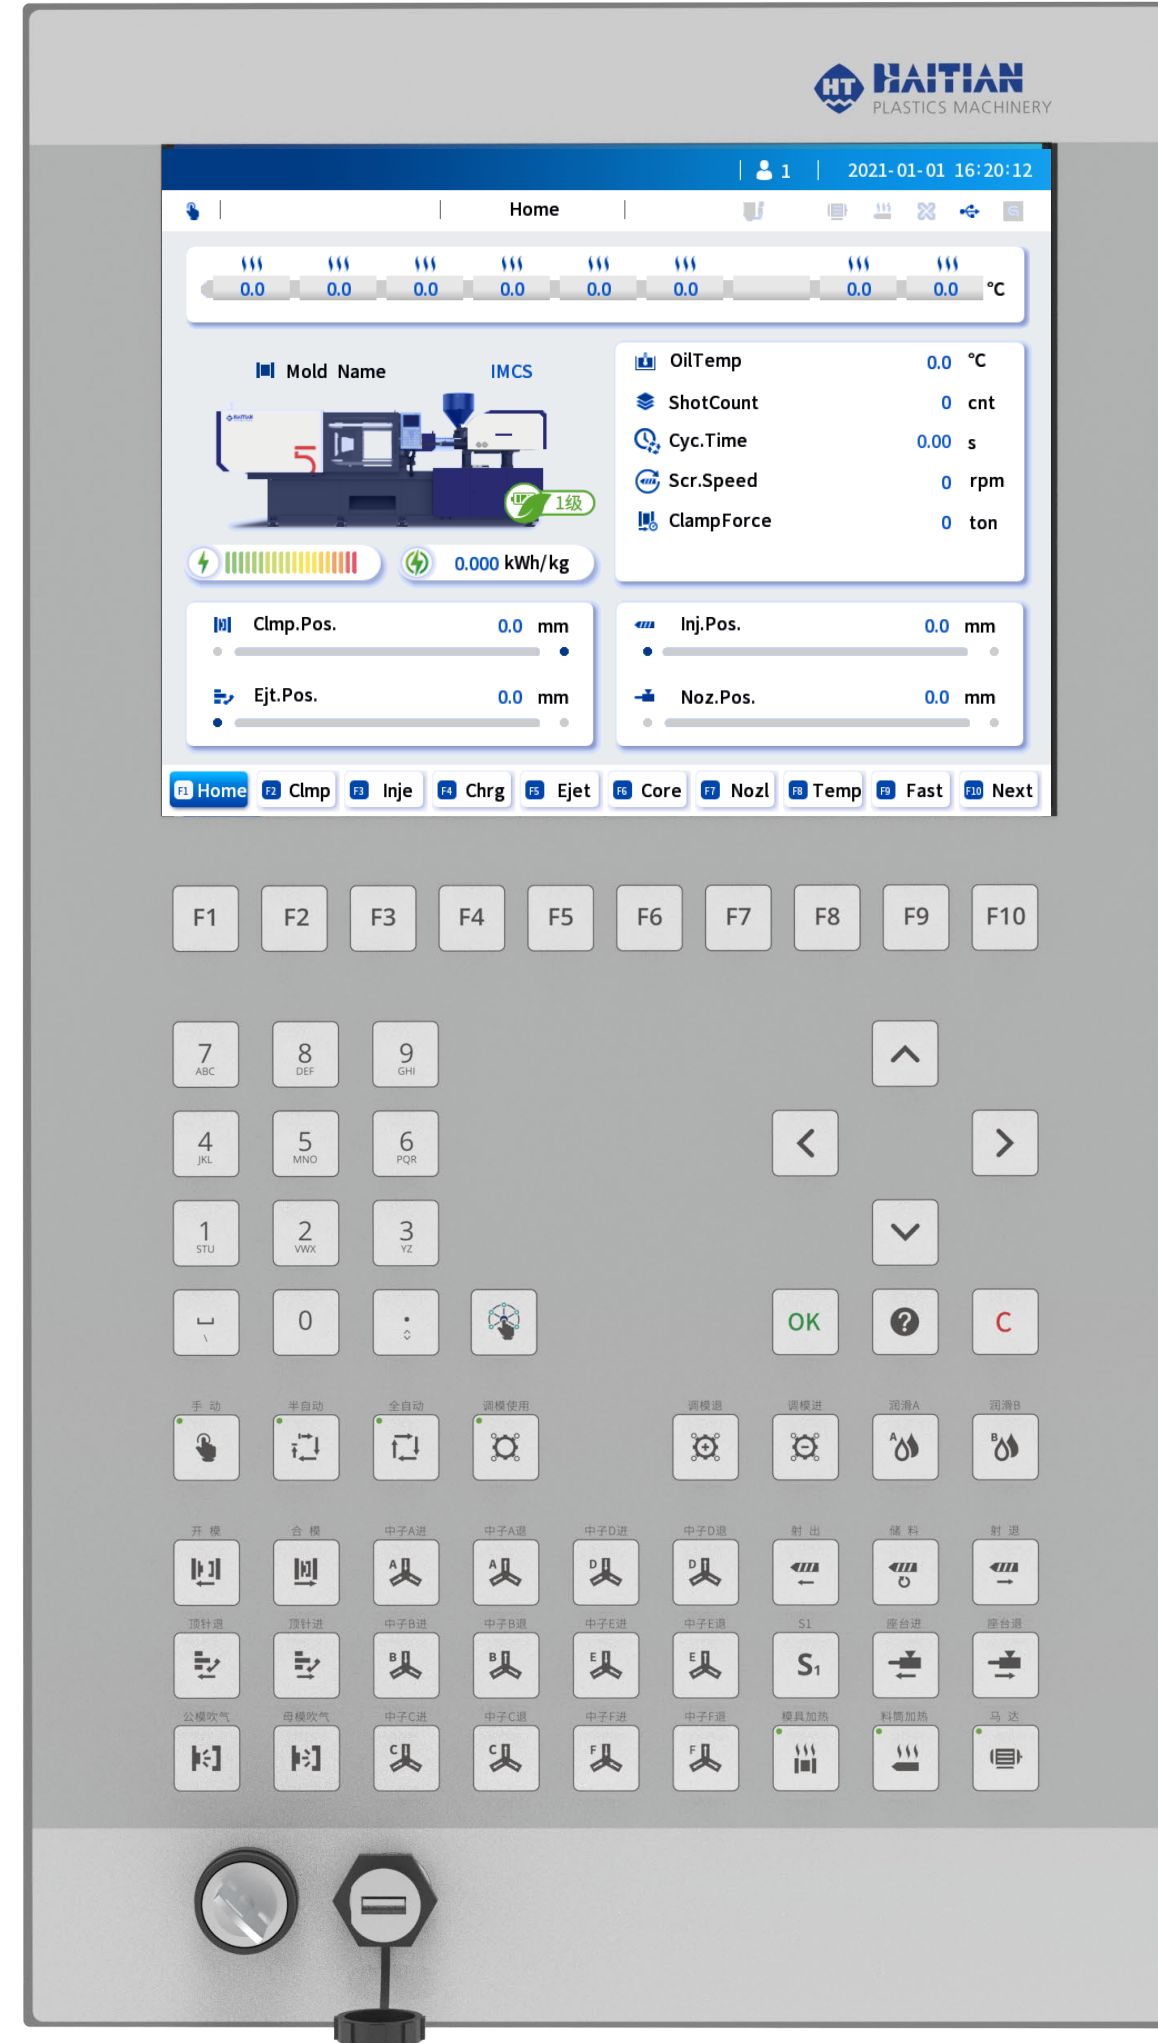 HT HAITIAN
PLASTICS MACHINERY
1 2021-01-01 16:20:12
Home
0.0 0.0 0.0 0.0 0.0 0.0 0.0 0.0 °C
Mold Name IMCS
HAITIAN
5
1级
0.000 kWh/kg
OilTemp 0.0 °C
ShotCount 0 cnt
Cyc.Time 0.00 s
Scr.Speed 0 rpm
ClampForce 0 ton
Clmp.Pos. 0.0 mm
Ejt.Pos. 0.0 mm
Inj.Pos. 0.0 mm
Noz.Pos. 0.0 mm
F1 Home F2 Clmp F3 Inje F4 Chrg F5 Ejet F6 Core F7 Nozl F8 Temp F9 Fast F10 Next
F1 F2 F3 F4 F5 F6 F7 F8 F9 F10
7 8 9
ABC DEF GHI
4 5 6
JKL MNO PQR
1 2 3
STU VWX YZ
0 . OK ? C
\
手 动 半自动 全自动 调模使用 调模退 调模进 润滑A 润滑B
A B
开 模 合 模 中子A进 中子A退 中子D进 中子D退 射 出 储 料 射 退
A A D D
顶针退 顶针进 中子B进 中子B退 中子E进 中子E退 S1 座台进 座台退
B B E E S1
公模吹气 母模吹气 中子C进 中子C退 中子F进 中子F退 模具加热 料筒加热 马 达
C C F F